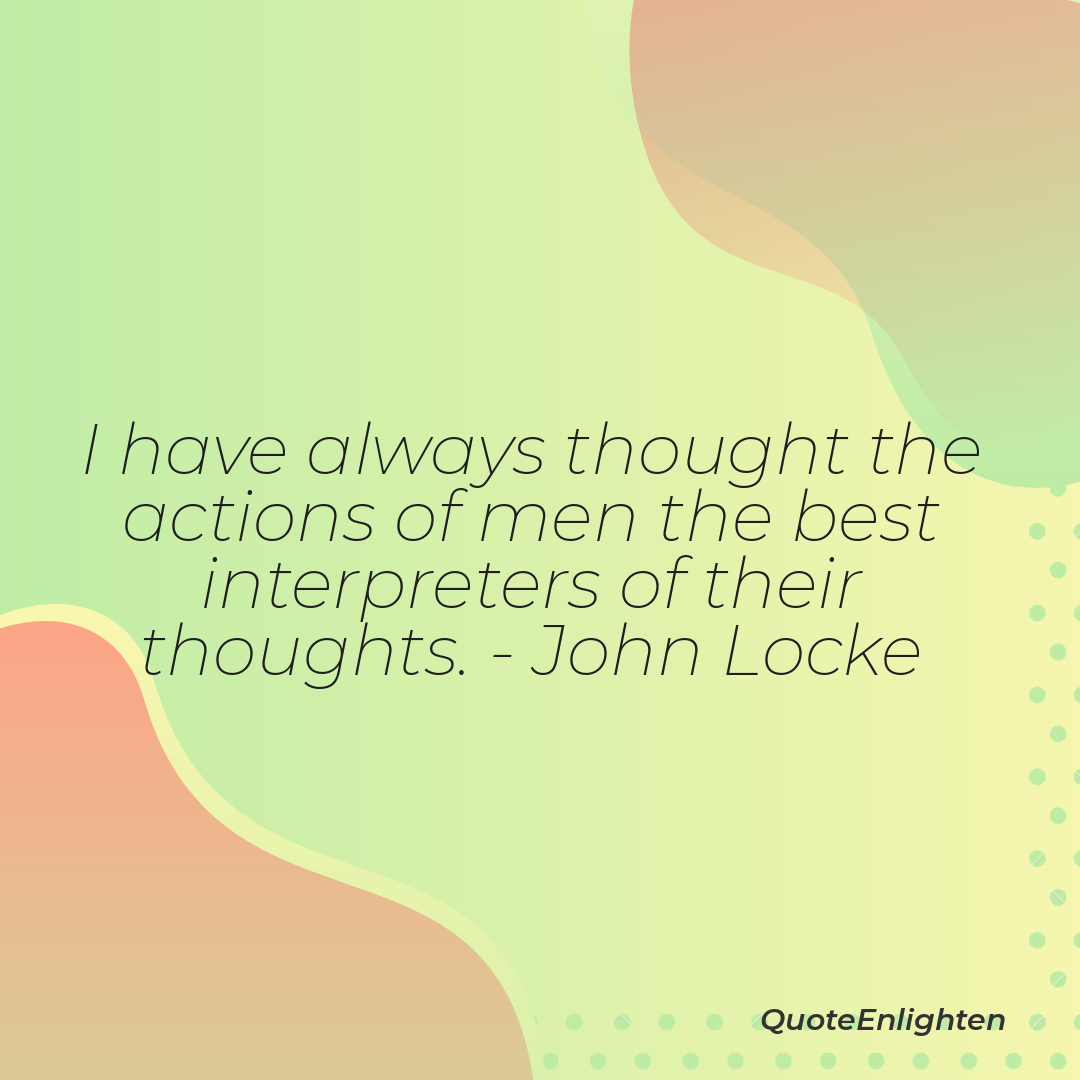 I have always thought the
actions of men the best
interpreters of their
thoughts. - John Locke
QuoteEnlighten